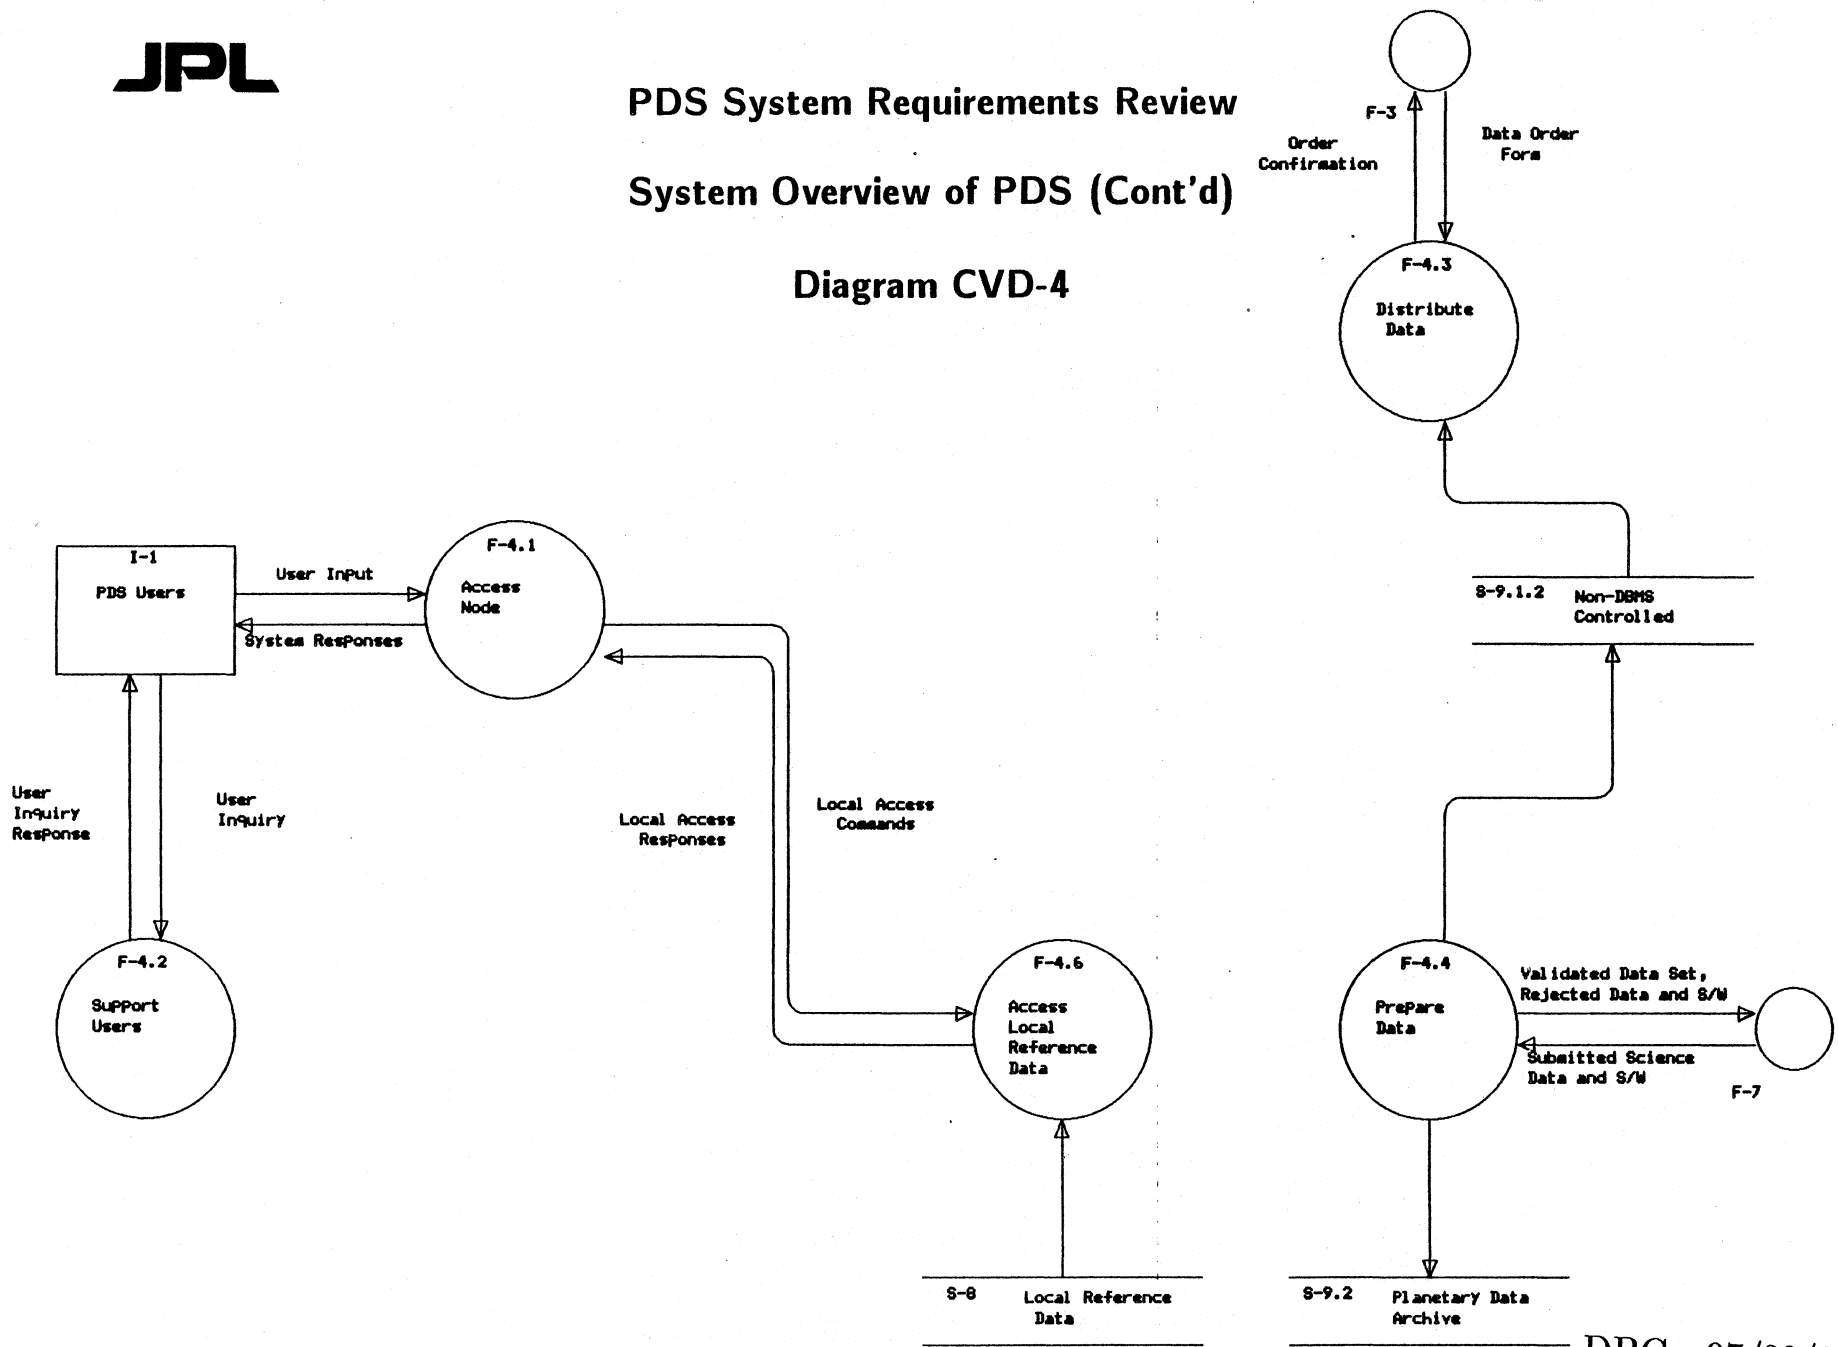 JPL
PDS System Requirements Review
System Overview of PDS (Cont'd)
Diagram CVD-4
F-3
Order
Confirmation
Data Order
Form
F-4.3
Distribute
Data
S-9.1.2
Non-DBMS
Controlled
I-1
PDS Users
User Input
System Responses
F-4.1
Access
Node
User
Inquiry
Response
User
Inquiry
Local Access
Responses
Local Access
Commands
F-4.2
Support
Users
F-4.6
Access
Local
Reference
Data
F-4.4
Prepare
Data
Validated Data Set,
Rejected Data and S/W
Submitted Science
Data and S/W
F-7
S-8
Local Reference
Data
S-9.2
Planetary Data
Archive